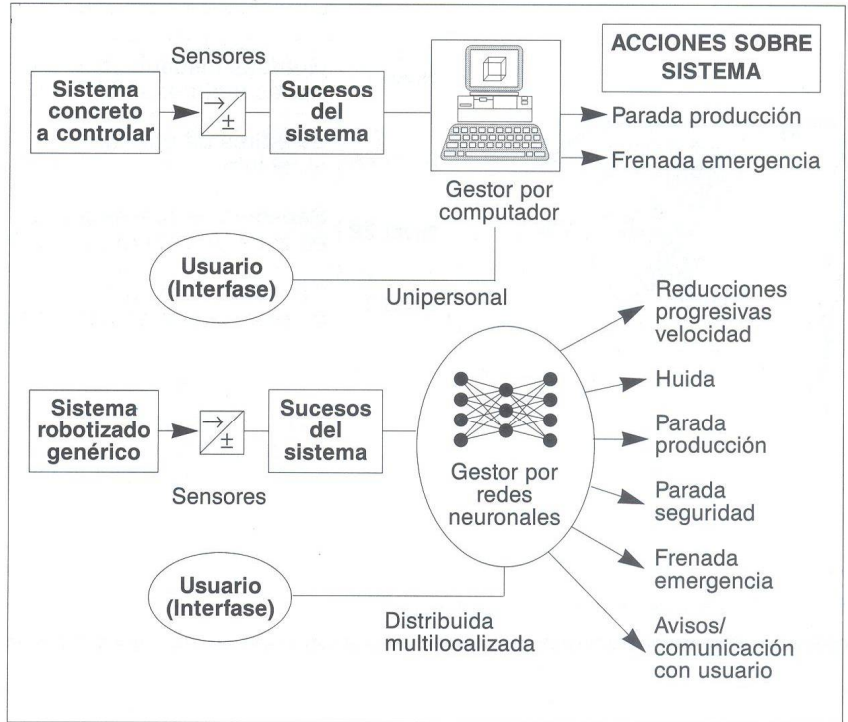 Sensores
ACCIONES SOBRE
SISTEMA
Sistema
concreto
a controlar
→
±
Sucesos
del
sistema
Parada producción
Frenada emergencia
Gestor por
computador
Usuario
(Interfase)
Unipersonal
Reducciones
progresivas
velocidad
Huida
Sistema
robotizado
genérico
→
±
Sucesos
del
sistema
Sensores
Gestor por
redes
neuronales
Parada
producción
Parada
seguridad
Frenada
emergencia
Usuario
(Interfase)
Distribuida
multilocalizada
Avisos/
comunicación
con usuario